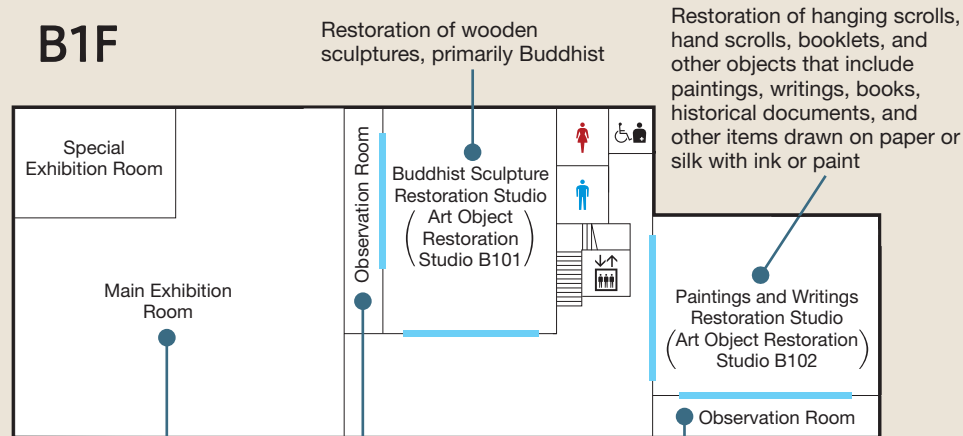 B1F
Restoration of wooden
sculptures, primarily Buddhist
Restoration of hanging scrolls,
hand scrolls, booklets, and
other objects that include
paintings, writings, books,
historical documents, and
other items drawn on paper or
silk with ink or paint
Special
Exhibition Room
Main Exhibition
Room
Observation Room
Buddhist Sculpture
Restoration Studio
(Art Object
Restoration
Studio B101)
Paintings and Writings
Restoration Studio
(Art Object Restoration
Studio B102)
Observation Room